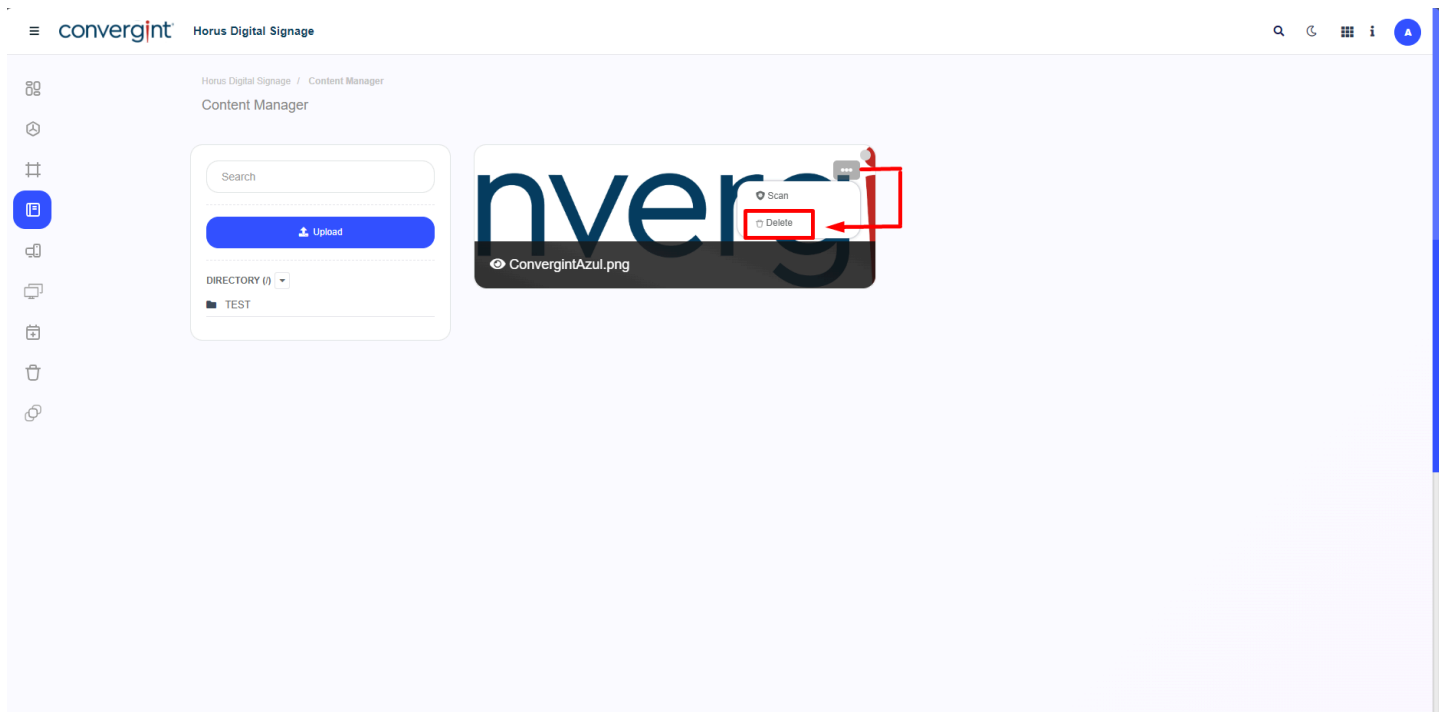 convergint
Horus Digital Signage
A
Horus Digital Signage / Content Manager
Content Manager
Search
Upload
DIRECTORY (/)
TEST
nvergi
Scan
Delete
ConvergintAzul.png